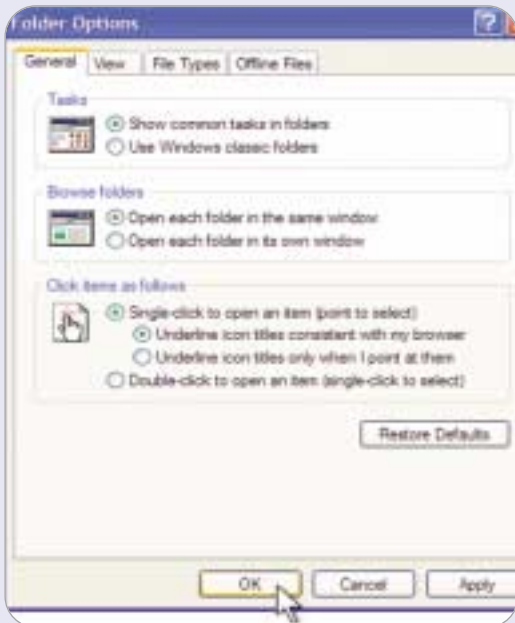 Folder Options
General View File Types Offline Files
Tasks
Show common tasks in folders
Use Windows classic folders
Browse folders
Open each folder in the same window
Open each folder in its own window
Click items as follows
Single-click to open an item (point to select)
Underline icon titles consistent with my browser
Underline icon titles only when I point at them
Double-click to open an item (single-click to select)
Restore Defaults
OK Cancel Apply